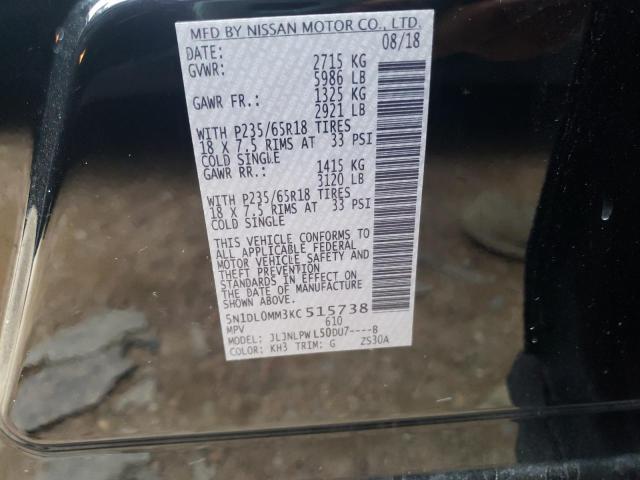 MFD BY NISSAN MOTOR CO., LTD.
DATE: 08/18
GVWR: 2715 KG
5986 LB
GAWR FR.: 1325 KG
2921 LB
WITH P235/65R18 TIRES
18 X 7.5 RIMS AT 33 PSI
COLD SINGLE
GAWR RR.: 1415 KG
3120 LB
WITH P235/65R18 TIRES
18 X 7.5 RIMS AT 33 PSI
COLD SINGLE
THIS VEHICLE CONFORMS TO
ALL APPLICABLE FEDERAL
MOTOR VEHICLE SAFETY AND
THEFT PREVENTION
STANDARDS IN EFFECT ON
THE DATE OF MANUFACTURE
SHOWN ABOVE.
5N1DL0MM3KC515738
MPV 610
MODEL: JLJNLPWL50DU7----B
COLOR: KH3 TRIM: G ZS30A